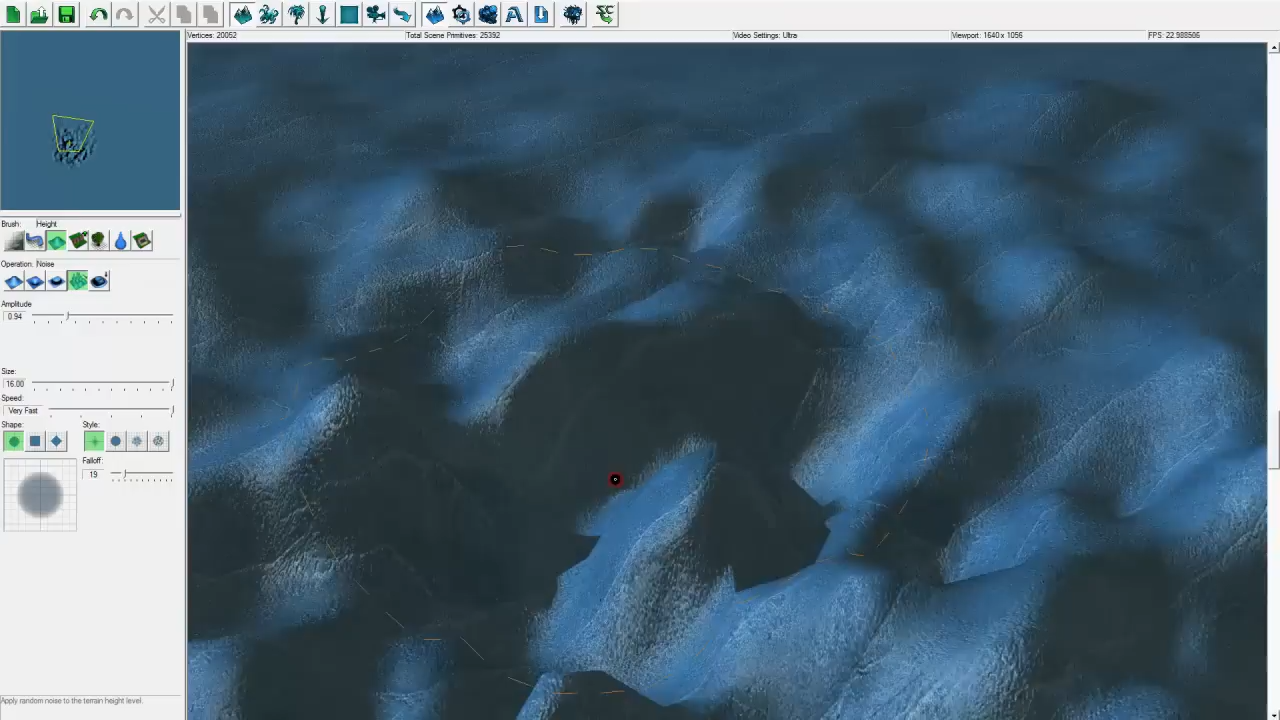 Vertices: 20052 Total Scene Primitives: 25392 Video Settings: Ultra Viewport: 1640 x 1056 FPS: 22.988506
Brush: Height
Operation: Noise
Amplitude
0.94
Size:
16.00
Speed:
Very Fast
Shape: Style:
Falloff:
19
Apply random noise to the terrain height level.